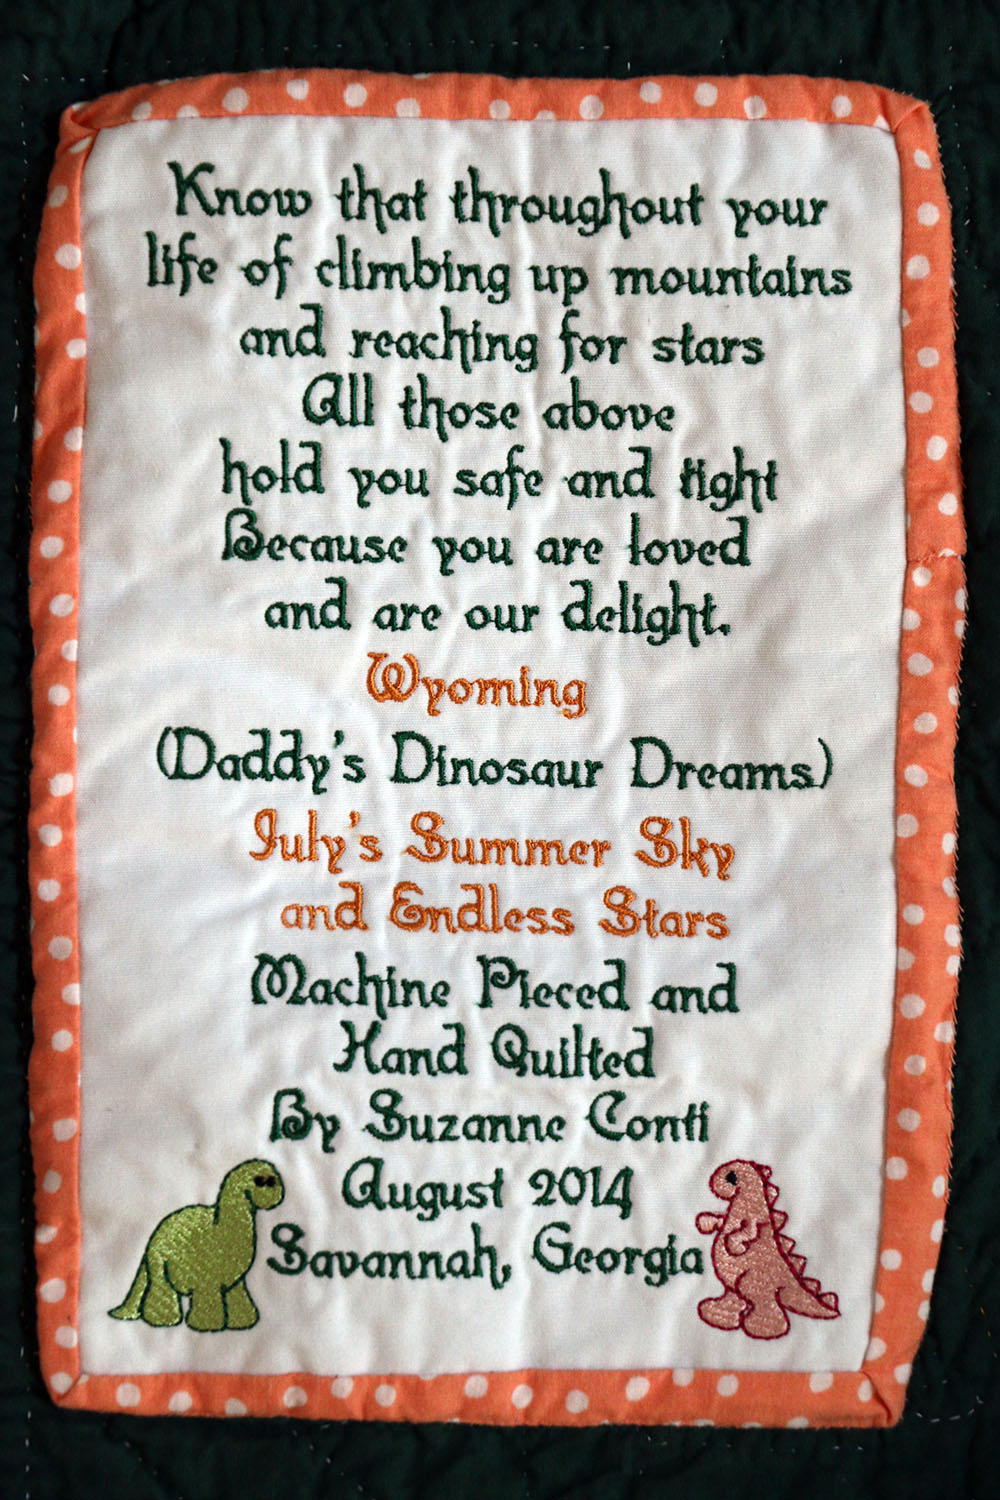 Know that throughout your
life of climbing up mountains
and reaching for stars
All those above
hold you safe and tight
Because you are loved
and are our delight.
Wyoming
(Daddy's Dinosaur Dreams)
July's Summer Sky
and Endless Stars
Machine Pieced and
Hand Quilted
By Suzanne Conti
August 2014
Savannah, Georgia